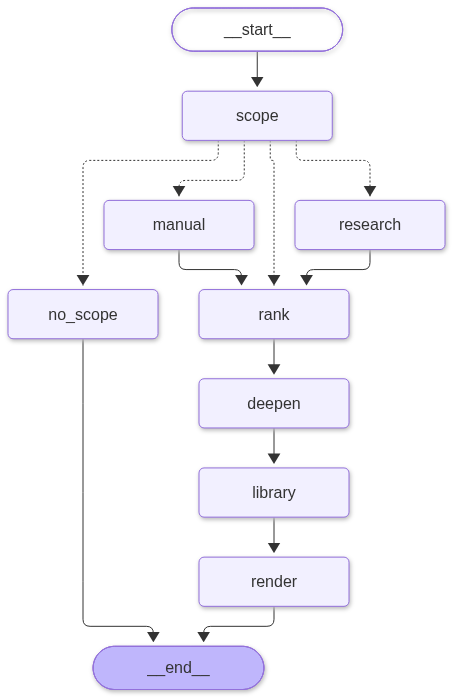 __start__
scope
manual
research
no_scope
rank
deepen
library
render
__end__